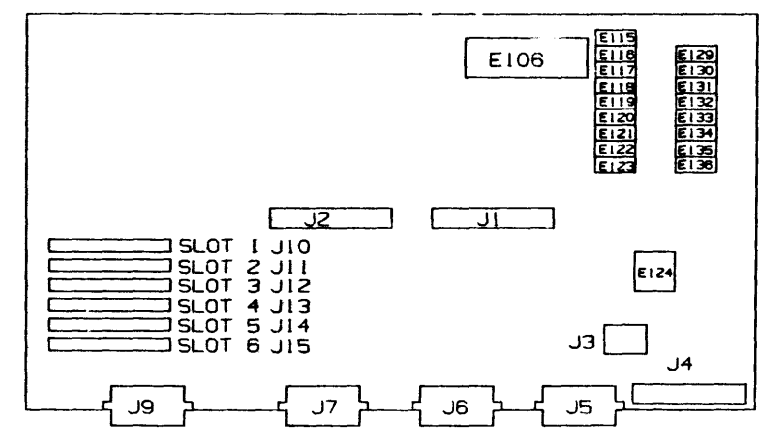 E106
E115
E116
E117
E118
E119
E120
E121
E122
E123
E129
E130
E131
E132
E133
E134
E135
E136
J2
J1
SLOT 1 J10
SLOT 2 J11
SLOT 3 J12
SLOT 4 J13
SLOT 5 J14
SLOT 6 J15
E124
J3
J4
J9
J7
J6
J5